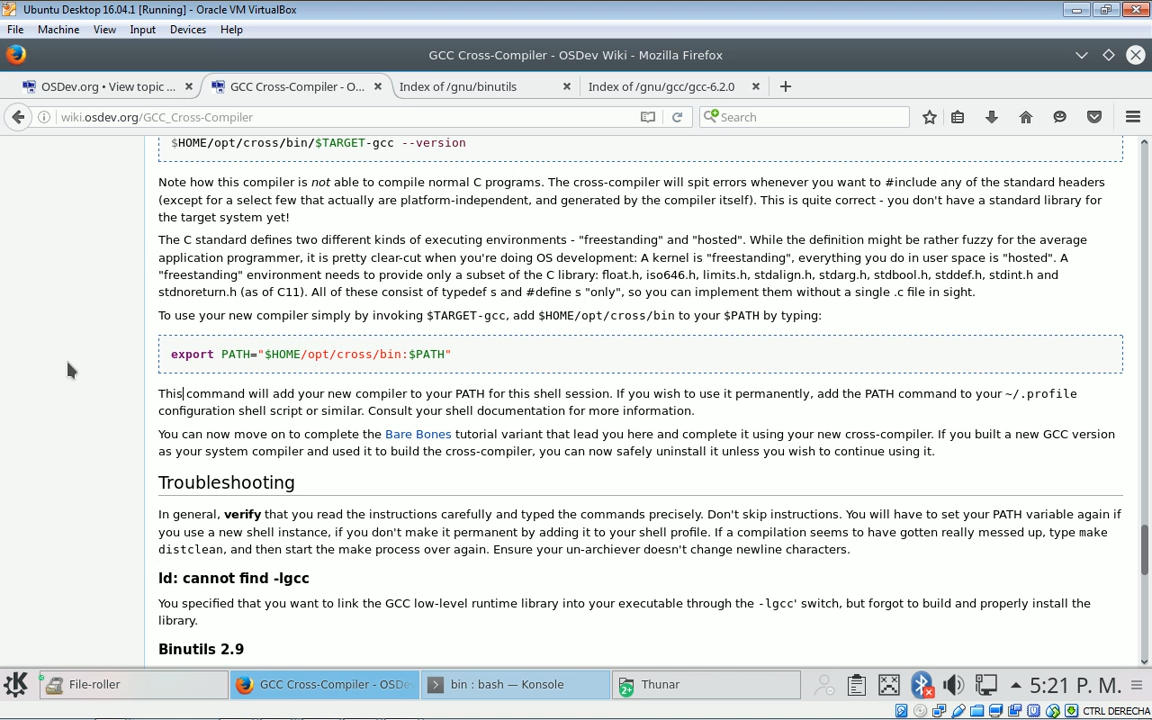 Ubuntu Desktop 16.04.1 [Running] - Oracle VM VirtualBox
File Machine View Input Devices Help
GCC Cross-Compiler - OSDev Wiki - Mozilla Firefox
OSDev.org • View topic ... GCC Cross-Compiler - O... Index of /gnu/binutils Index of /gnu/gcc/gcc-6.2.0
wiki.osdev.org/GCC_Cross-Compiler Search
$HOME/opt/cross/bin/$TARGET-gcc --version
Note how this compiler is not able to compile normal C programs. The cross-compiler will spit errors whenever you want to #include any of the standard headers
(except for a select few that actually are platform-independent, and generated by the compiler itself). This is quite correct - you don't have a standard library for
the target system yet!
The C standard defines two different kinds of executing environments - "freestanding" and "hosted". While the definition might be rather fuzzy for the average
application programmer, it is pretty clear-cut when you're doing OS development: A kernel is "freestanding", everything you do in user space is "hosted". A
"freestanding" environment needs to provide only a subset of the C library: float.h, iso646.h, limits.h, stdalign.h, stdarg.h, stdbool.h, stddef.h, stdint.h and
stdnoreturn.h (as of C11). All of these consist of typedef s and #define s "only", so you can implement them without a single .c file in sight.
To use your new compiler simply by invoking $TARGET-gcc, add $HOME/opt/cross/bin to your $PATH by typing:
export PATH="$HOME/opt/cross/bin:$PATH"
This command will add your new compiler to your PATH for this shell session. If you wish to use it permanently, add the PATH command to your ~/.profile
configuration shell script or similar. Consult your shell documentation for more information.
You can now move on to complete the Bare Bones tutorial variant that lead you here and complete it using your new cross-compiler. If you built a new GCC version
as your system compiler and used it to build the cross-compiler, you can now safely uninstall it unless you wish to continue using it.
Troubleshooting
In general, verify that you read the instructions carefully and typed the commands precisely. Don't skip instructions. You will have to set your PATH variable again if
you use a new shell instance, if you don't make it permanent by adding it to your shell profile. If a compilation seems to have gotten really messed up, type make
distclean, and then start the make process over again. Ensure your un-archiever doesn't change newline characters.
ld: cannot find -lgcc
You specified that you want to link the GCC low-level runtime library into your executable through the -lgcc' switch, but forgot to build and properly install the
library.
Binutils 2.9
File-roller GCC Cross-Compiler - OSDe bin : bash — Konsole 2+ Thunar 5:21 P. M.
CTRL DERECHA